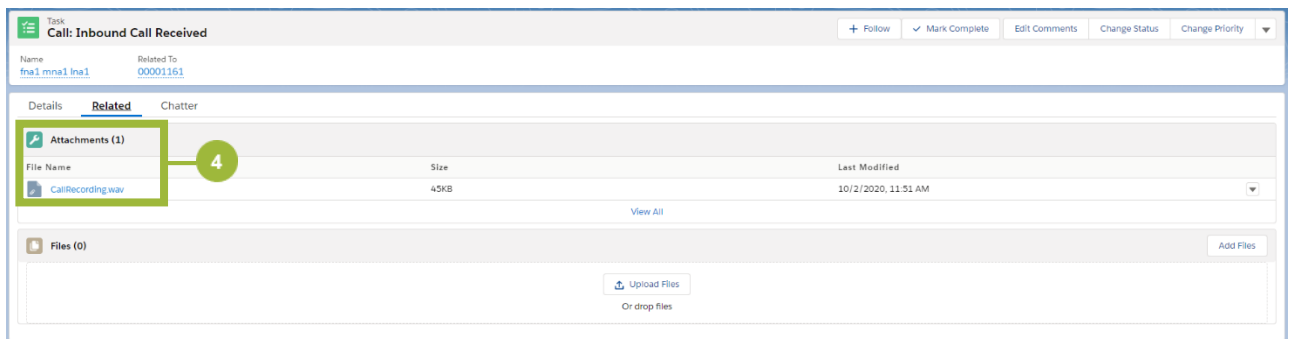 Task
Call: Inbound Call Received
+ Follow
Mark Complete
Edit Comments
Change Status
Change Priority
Name
Related To
fna1 mna1 lna1
00001161
Details
Related
Chatter
Attachments (1)
4
File Name
Size
Last Modified
CallRecording.wav
45KB
10/2/2020, 11:51 AM
View All
Files (0)
Add Files
Upload Files
Or drop files